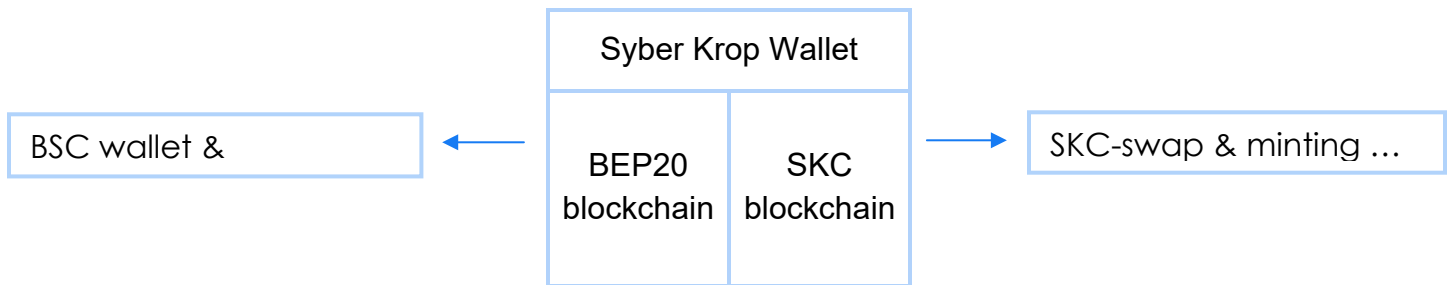 Syber Krop Wallet
BSC wallet &
BEP20
blockchain
SKC
blockchain
SKC-swap & minting …